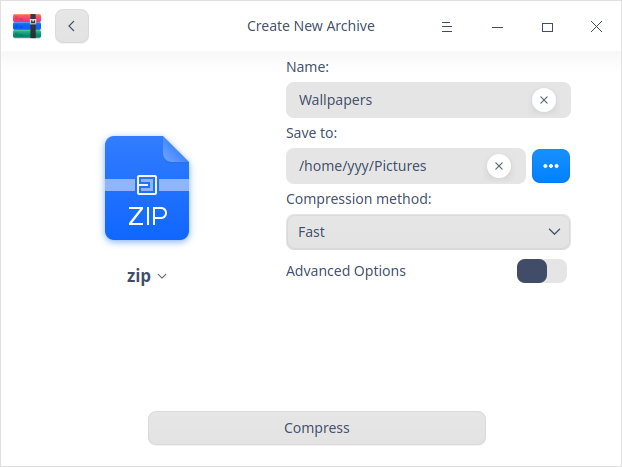 Create New Archive
Name:
Wallpapers
Save to:
/home/yyy/Pictures
Compression method:
Fast
Advanced Options
ZIP
zip
Compress